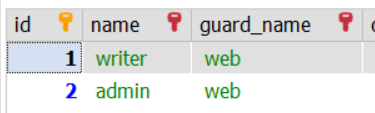 id name guard_name
1 writer web
2 admin web